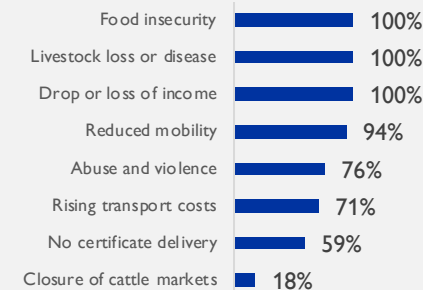 Food insecurity 100%
Livestock loss or disease 100%
Drop or loss of income 100%
Reduced mobility 94%
Abuse and violence 76%
Rising transport costs 71%
No certificate delivery 59%
Closure of cattle markets 18%